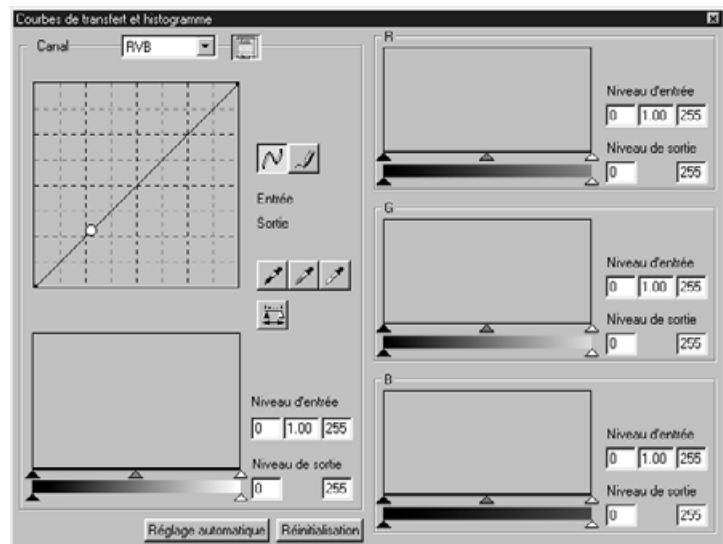 Courbes de transfert et histogramme
Canal RVB
Entrée
Sortie
Niveau d'entrée
0 1.00 255
Niveau de sortie
0 255
Réglage automatique Réinitialisation
R
Niveau d'entrée
0 1.00 255
Niveau de sortie
0 255
G
Niveau d'entrée
0 1.00 255
Niveau de sortie
0 255
B
Niveau d'entrée
0 1.00 255
Niveau de sortie
0 255